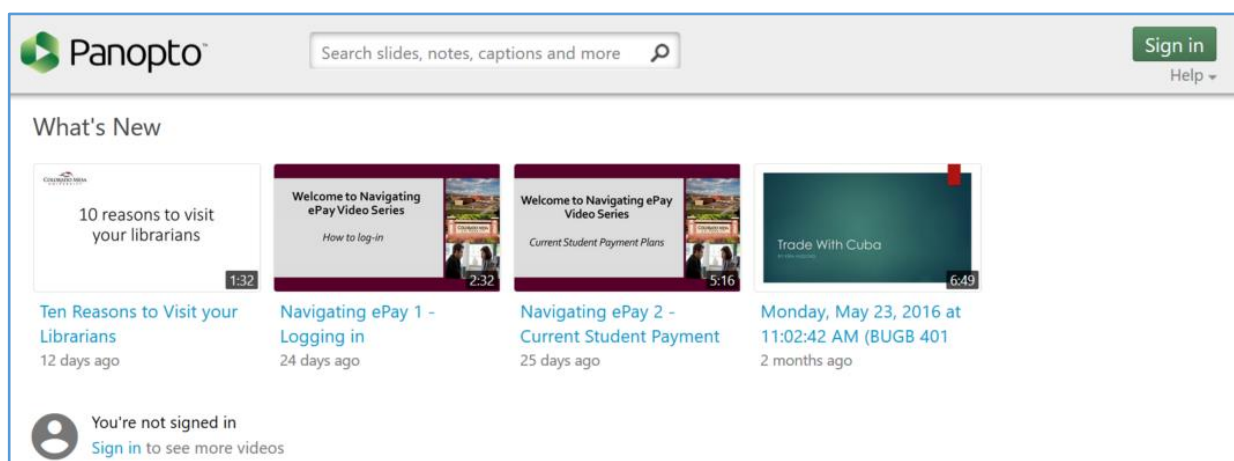 Panopto
Search slides, notes, captions and more
Sign in
Help
What's New
COLORADO MESA
UNIVERSITY
10 reasons to visit
your librarians
1:32
Welcome to Navigating
ePay Video Series
How to log-in
2:32
Welcome to Navigating ePay
Video Series
Current Student Payment Plans
5:16
Trade With Cuba
6:49
Ten Reasons to Visit your
Librarians
12 days ago
Navigating ePay 1 -
Logging in
24 days ago
Navigating ePay 2 -
Current Student Payment
25 days ago
Monday, May 23, 2016 at
11:02:42 AM (BUGB 401
2 months ago
You're not signed in
Sign in to see more videos